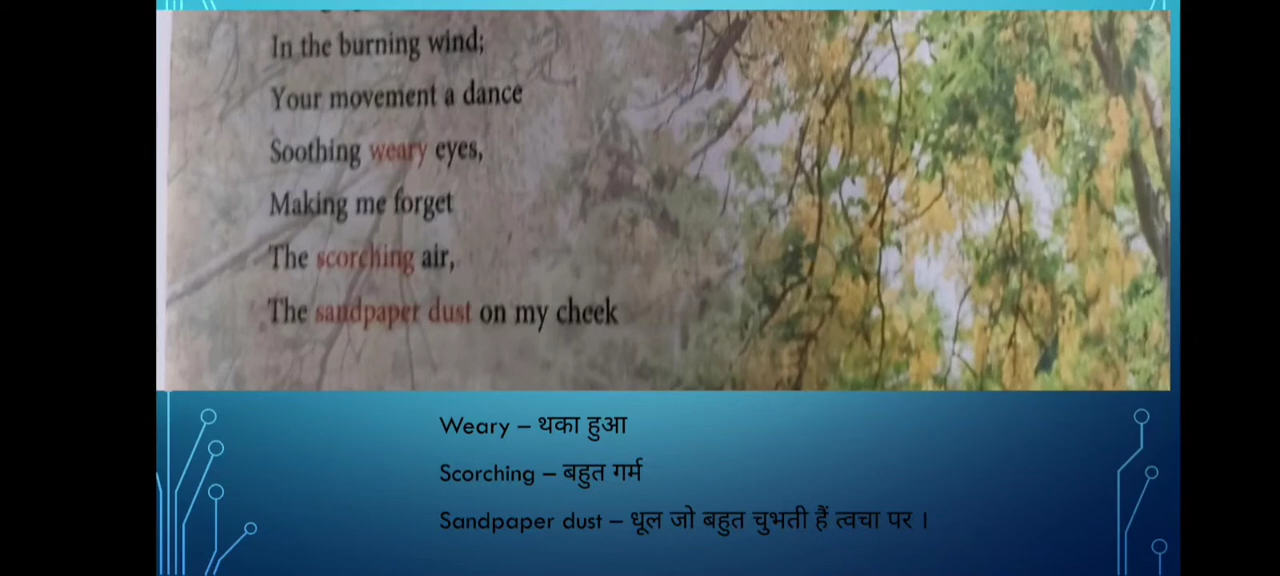 In the burning wind;
Your movement a dance
Soothing weary eyes,
Making me forget
The scorching air,
The sandpaper dust on my cheek
Weary – थका हुआ
Scorching – बहुत गर्म
Sandpaper dust – धूल जो बहुत चुभती हैं त्वचा पर ।